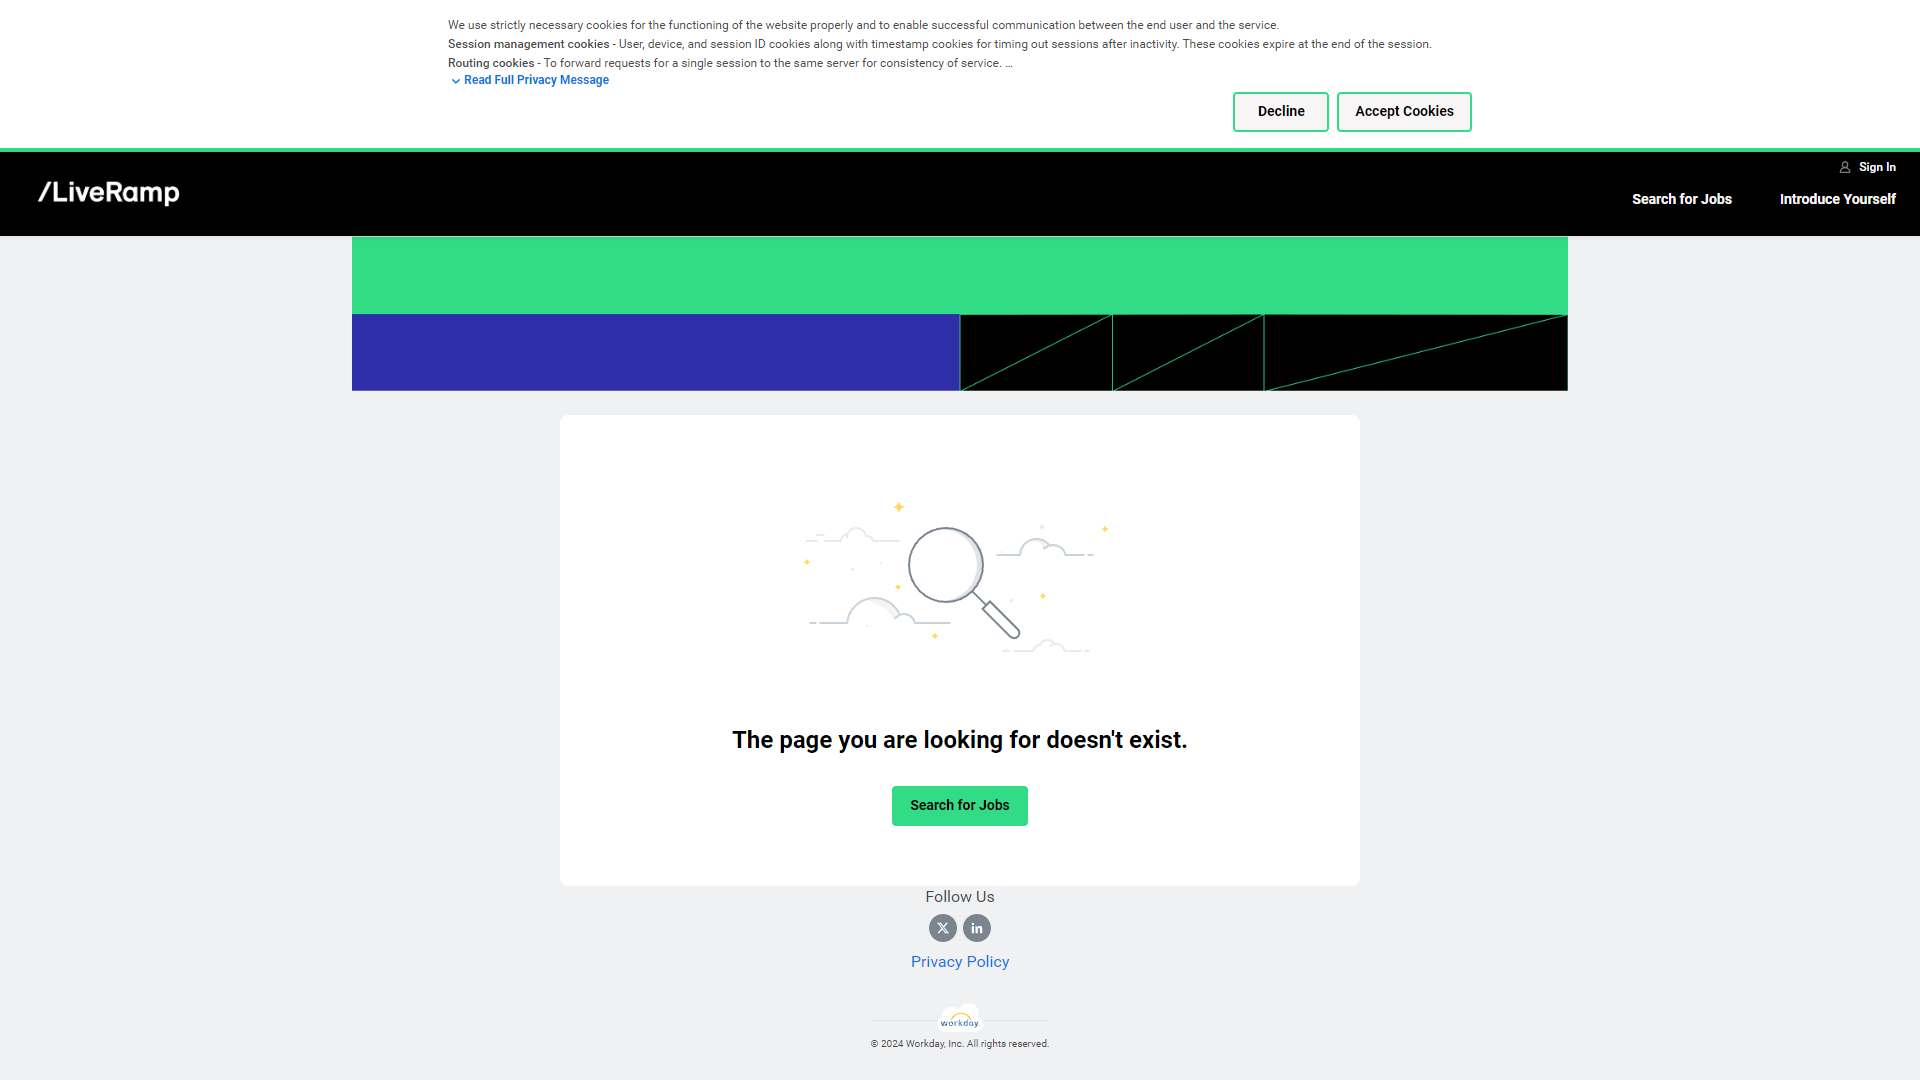 We use strictly necessary cookies for the functioning of the website properly and to enable successful communication between the end user and the service.
Session management cookies - User, device, and session ID cookies along with timestamp cookies for timing out sessions after inactivity. These cookies expire at the end of the session.
Routing cookies - To forward requests for a single session to the same server for consistency of service. ...
Read Full Privacy Message
Decline
Accept Cookies
Sign In
/LiveRamp
Search for Jobs
Introduce Yourself
The page you are looking for doesn't exist.
Search for Jobs
Follow Us
X
in
Privacy Policy
workday.
© 2024 Workday, Inc. All rights reserved.